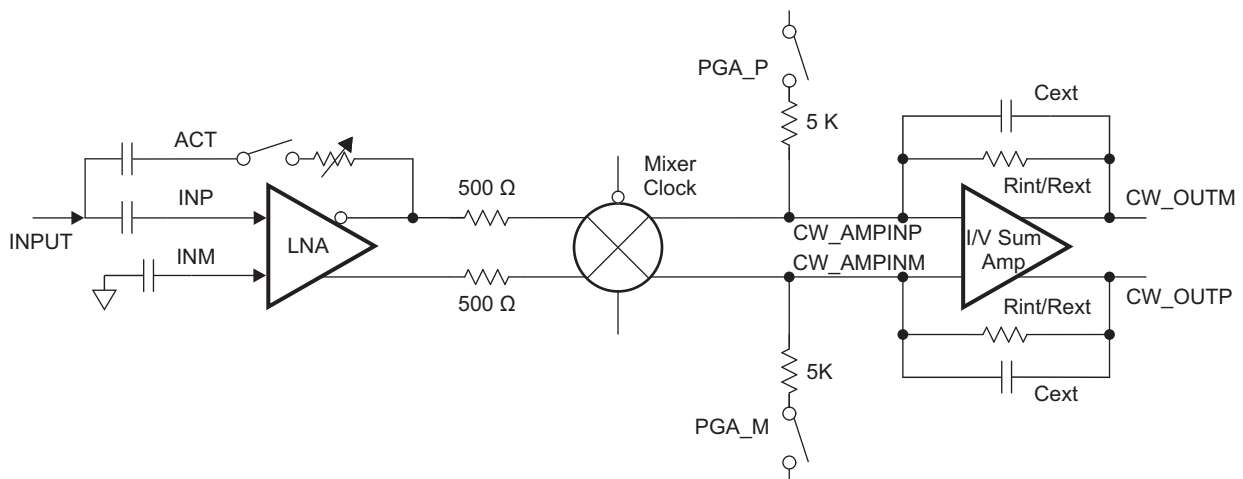 PGA_P
5 K
Cext
ACT
Mixer
Clock
Rint/Rext
INP
500 Ω
CW_OUTM
INPUT
LNA
CW_AMPINP
I/V Sum
Amp
INM
CW_AMPINM
500 Ω
Rint/Rext
CW_OUTP
5K
Cext
PGA_M